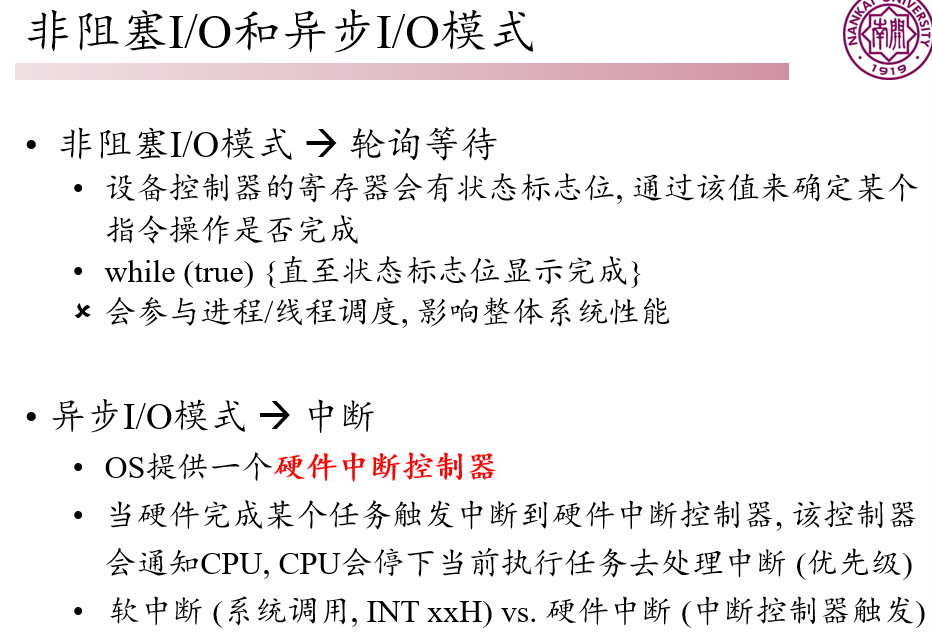 非阻塞I/O和异步I/O模式
NANKAI UNIVERSITY
南開
1919
• 非阻塞I/O模式 → 轮询等待
• 设备控制器的寄存器会有状态标志位, 通过该值来确定某个
指令操作是否完成
• while (true) {直至状态标志位显示完成}
× 会参与进程/线程调度, 影响整体系统性能
• 异步I/O模式 → 中断
• OS提供一个硬件中断控制器
• 当硬件完成某个任务触发中断到硬件中断控制器, 该控制器
会通知CPU, CPU会停下当前执行任务去处理中断 (优先级)
• 软中断 (系统调用, INT xxH) vs. 硬件中断 (中断控制器触发)